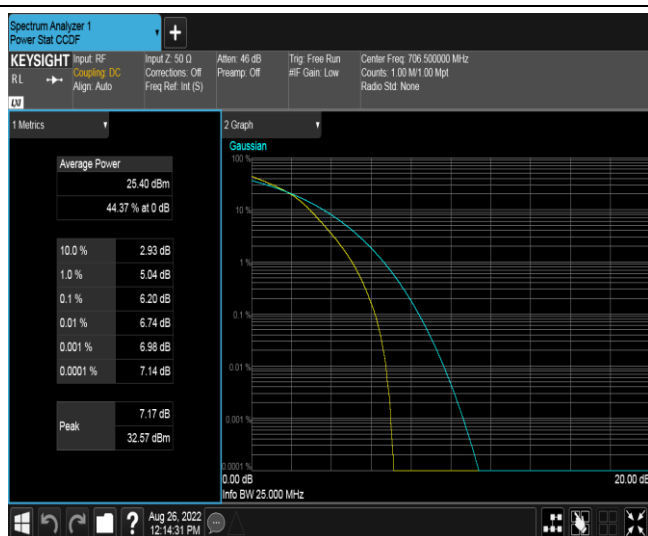 Spectrum Analyzer 1
Power Stat CCDF
+
KEYSIGHT
RL
LXI
Input: RF
Coupling: DC
Align: Auto
Input Z: 50 Ω
Corrections: Off
Freq Ref: Int (S)
Atten: 46 dB
Preamp: Off
Trig: Free Run
#IF Gain: Low
Center Freq: 706.500000 MHz
Counts: 1.00 M/1.00 Mpt
Radio Std: None
1 Metrics
Average Power
25.40 dBm
44.37 % at 0 dB
10.0 % 2.93 dB
1.0 % 5.04 dB
0.1 % 6.20 dB
0.01 % 6.74 dB
0.001 % 6.98 dB
0.0001 % 7.14 dB
Peak
7.17 dB
32.57 dBm
2 Graph
Gaussian
100 %
10 %
1 %
0.1 %
0.01 %
0.001 %
0.0001 %
0.00 dB
20.00 dB
Info BW 25.000 MHz
?
Aug 26, 2022
12:14:31 PM